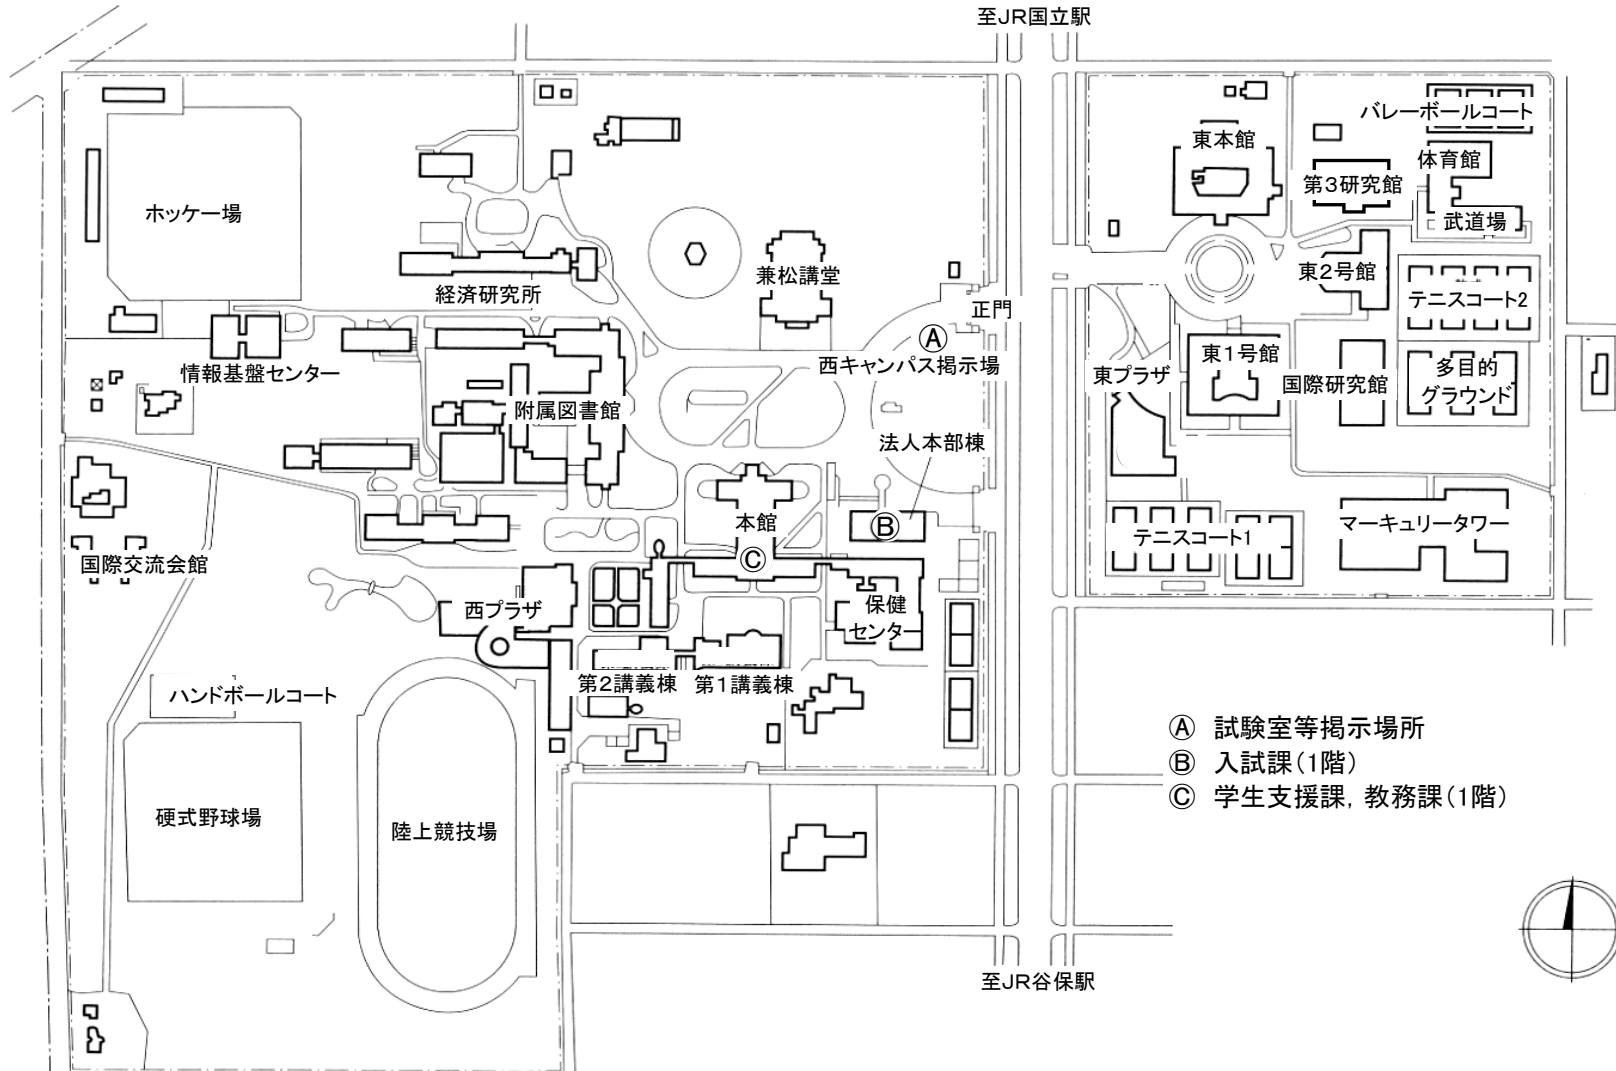 至JR国立駅
バレーボールコート
東本館
体育館
第3研究館
ホッケー場
武道場
兼松講堂
東2号館
経済研究所
テニスコート2
正門
Ⓐ
東1号館
西キャンパス掲示場
情報基盤センター
東プラザ
国際研究館
多目的
グラウンド
附属図書館
法人本部棟
本館
Ⓑ
マーキュリータワー
テニスコート1
Ⓒ
国際交流会館
西プラザ
保健
センター
第2講義棟
第1講義棟
ハンドボールコート
Ⓐ 試験室等掲示場所
Ⓑ 入試課(1階)
Ⓒ 学生支援課, 教務課(1階)
硬式野球場
陸上競技場
至JR谷保駅